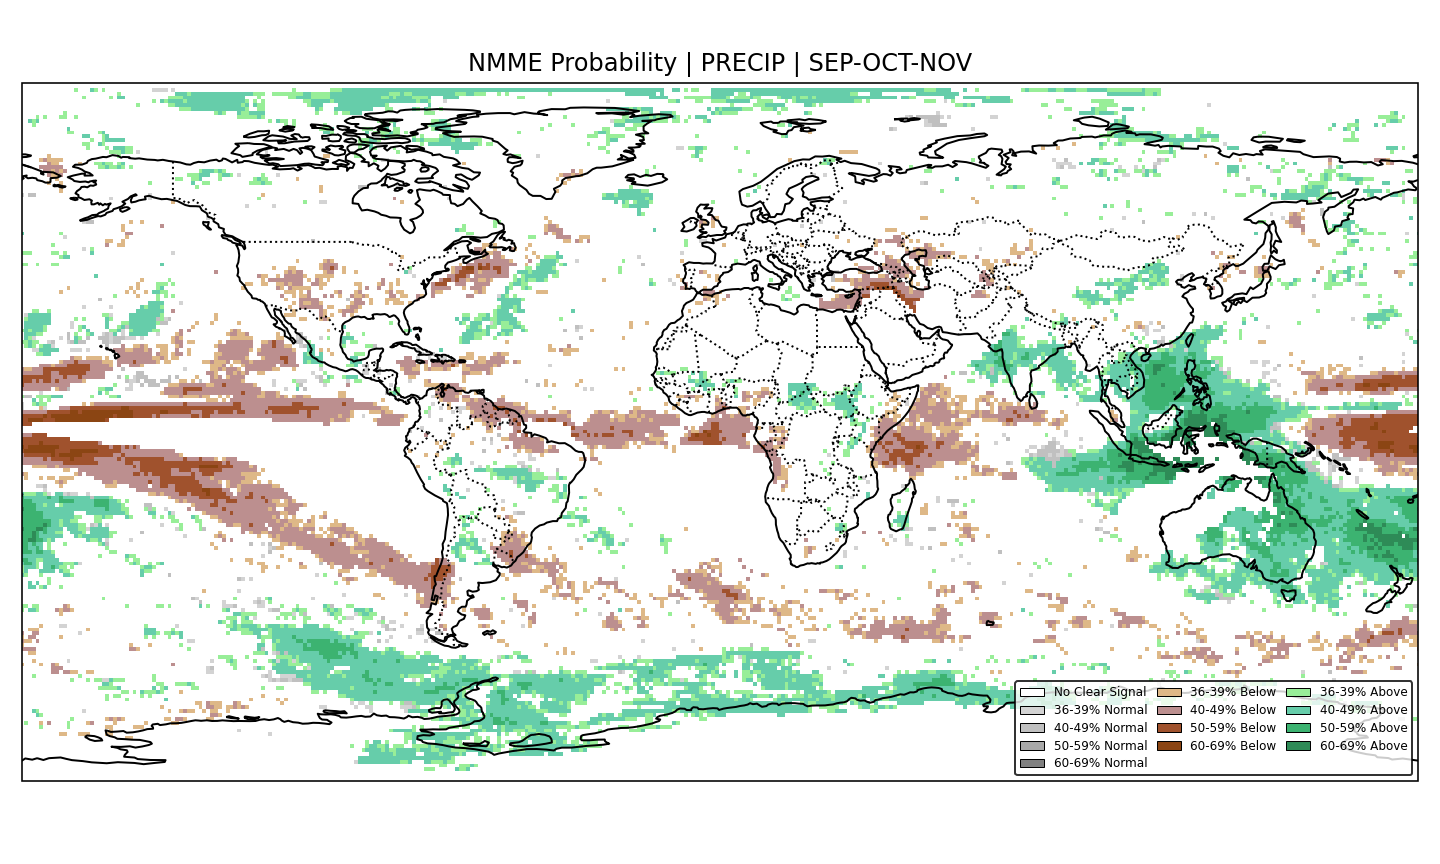 NMME Probability | PRECIP | SEP-OCT-NOV
No Clear Signal 36-39% Below 36-39% Above
36-39% Normal 40-49% Below 40-49% Above
40-49% Normal 50-59% Below 50-59% Above
50-59% Normal 60-69% Below 60-69% Above
60-69% Normal